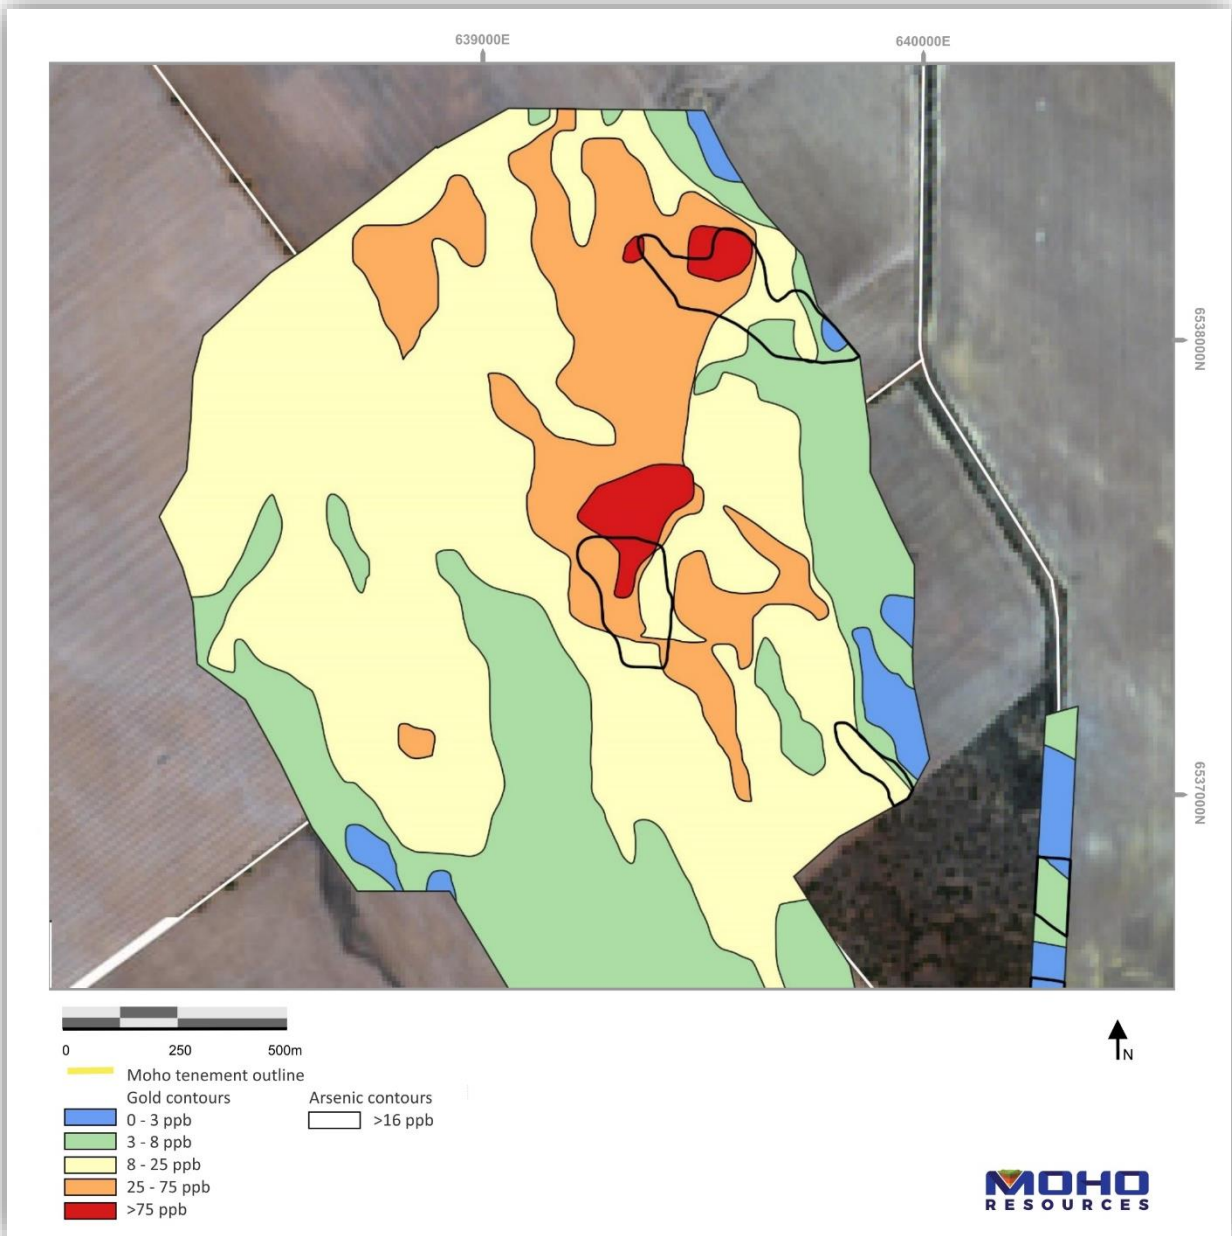 639000E
640000E
6538000N
6537000N
0 250 500m
N
Moho tenement outline
Gold contours
0 - 3 ppb
3 - 8 ppb
8 - 25 ppb
25 - 75 ppb
>75 ppb
Arsenic contours
>16 ppb
MOHO
RESOURCES